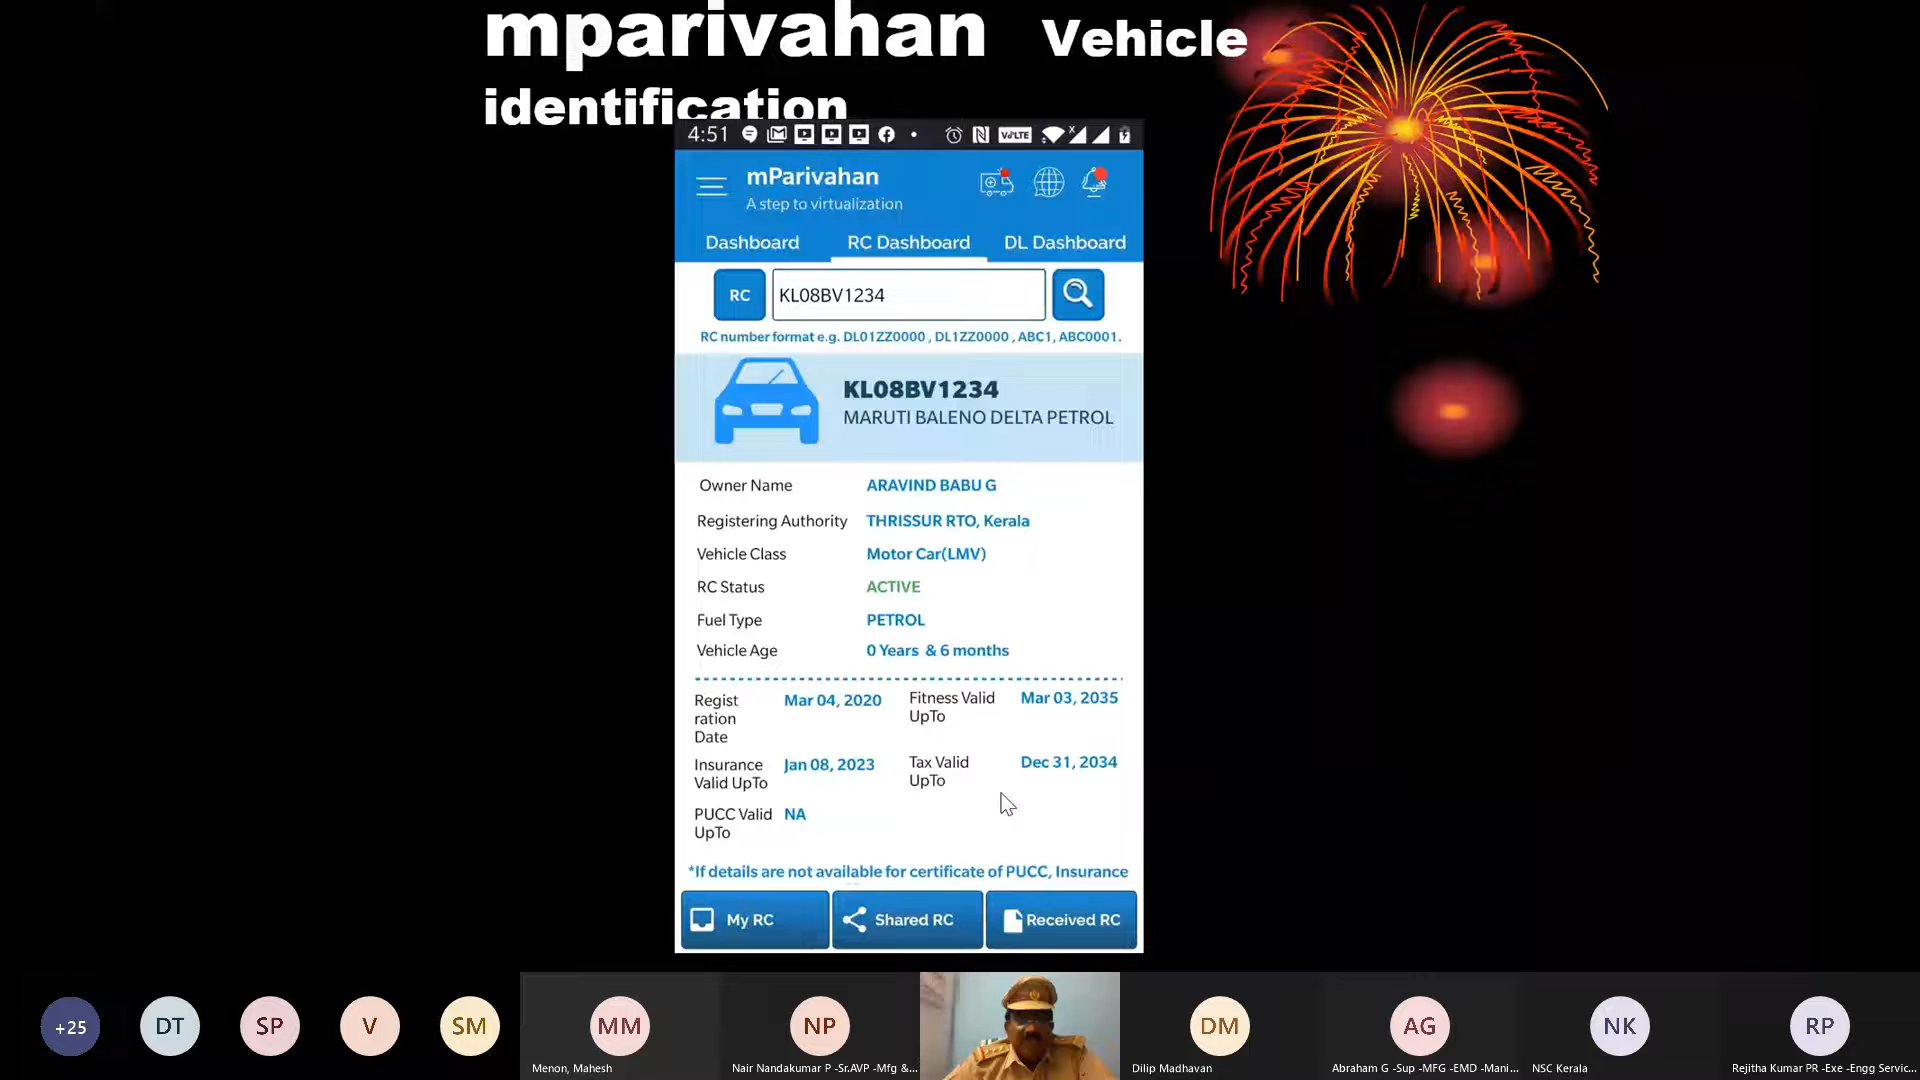 mparivahan Vehicle
identification
4:51
VoLTE
mParivahan
A step to virtualization
Dashboard RC Dashboard DL Dashboard
RC KL08BV1234
RC number format e.g. DL01ZZ0000 , DL1ZZ0000 , ABC1, ABC0001.
KL08BV1234
MARUTI BALENO DELTA PETROL
Owner Name ARAVIND BABU G
Registering Authority THRISSUR RTO, Kerala
Vehicle Class Motor Car(LMV)
RC Status ACTIVE
Fuel Type PETROL
Vehicle Age 0 Years & 6 months
Regist
ration
Date
Mar 04, 2020
Fitness Valid
UpTo
Mar 03, 2035
Insurance
Valid UpTo
Jan 08, 2023
Tax Valid
UpTo
Dec 31, 2034
PUCC Valid
UpTo
NA
*If details are not available for certificate of PUCC, Insurance
My RC Shared RC Received RC
+25 DT SP V SM MM NP DM AG NK RP
Menon, Mahesh Nair Nandakumar P -Sr.AVP -Mfg &... Dilip Madhavan Abraham G -Sup -MFG -EMD -Mani... NSC Kerala Rejitha Kumar PR -Exe -Engg Servic...